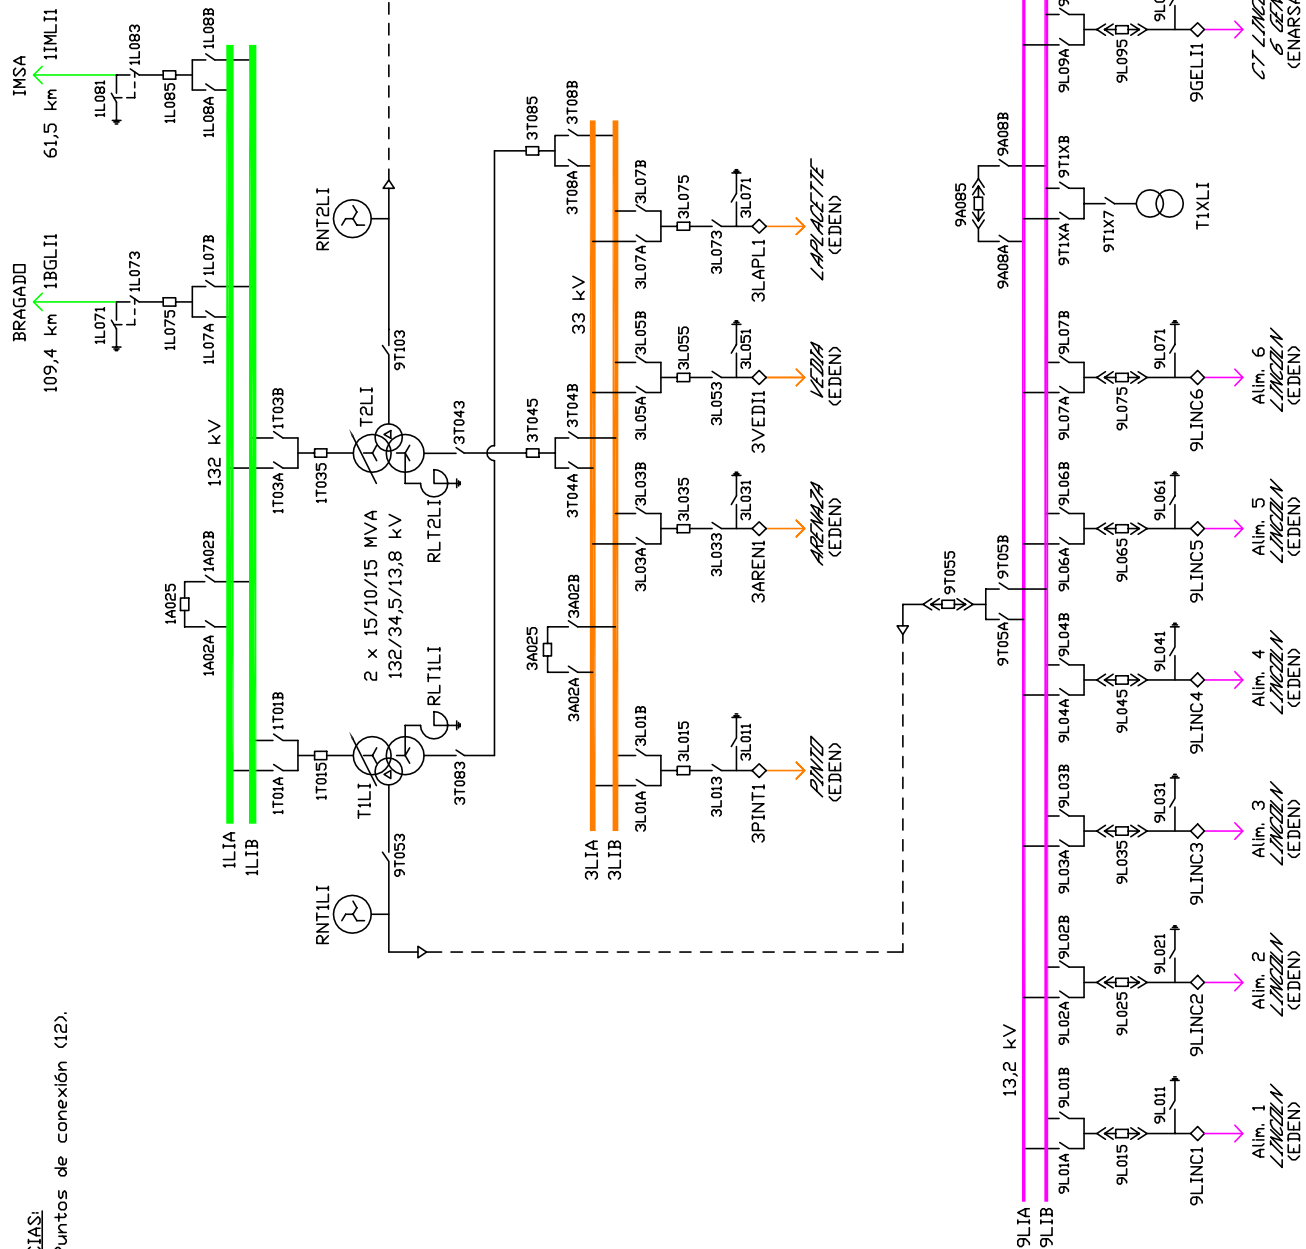 CIAS:
Puntos de conexión (12).
BRAGADO
109,4 km 1BGLI1
1L071
1L073
1L075
1L07A
1L07B
IMSA
61,5 km 1IMLI1
1L081
1L083
1L085
1L08A
1L08B
132 kV
1LIA
1LIB
1A025
1A02A
1A02B
1T01A
1T01B
1T015
1T03A
1T03B
1T035
T1LI
T2LI
RLT1LI
RLT2LI
2 x 15/10/15 MVA
132/34,5/13,8 kV
RNT1LI
RNT2LI
9T053
9T103
3T083
3T043
3T045
3T085
3T04A
3T04B
3T08A
3T08B
33 kV
3LIA
3LIB
3A025
3A02A
3A02B
3L01A
3L01B
3L015
3L013
3L011
3PINT1
PINTO
(EDEN)
3L03A
3L03B
3L035
3L033
3L031
3AREN1
ARENAZA
(EDEN)
3L05A
3L05B
3L055
3L053
3L051
3VEDI1
VEDIA
(EDEN)
3L07A
3L07B
3L075
3L073
3L071
3LAPL1
LAPLACETTE
(EDEN)
13,2 kV
9LIA
9LIB
9T055
9T05A
9T05B
9A085
9A08A
9A08B
9T1XA
9T1XB
9T1X7
T1XLI
9L01A
9L01B
9L015
9L011
9LINC1
Alim. 1
LINCOLN
(EDEN)
9L02A
9L02B
9L025
9L021
9LINC2
Alim. 2
LINCOLN
(EDEN)
9L03A
9L03B
9L035
9L031
9LINC3
Alim. 3
LINCOLN
(EDEN)
9L04A
9L04B
9L045
9L041
9LINC4
Alim. 4
LINCOLN
(EDEN)
9L06A
9L06B
9L065
9L061
9LINC5
Alim. 5
LINCOLN
(EDEN)
9L07A
9L07B
9L075
9L071
9LINC6
Alim. 6
LINCOLN
(EDEN)
9L09A
9L095
9GELI1
CT LINC
6 GEN
(ENARSA